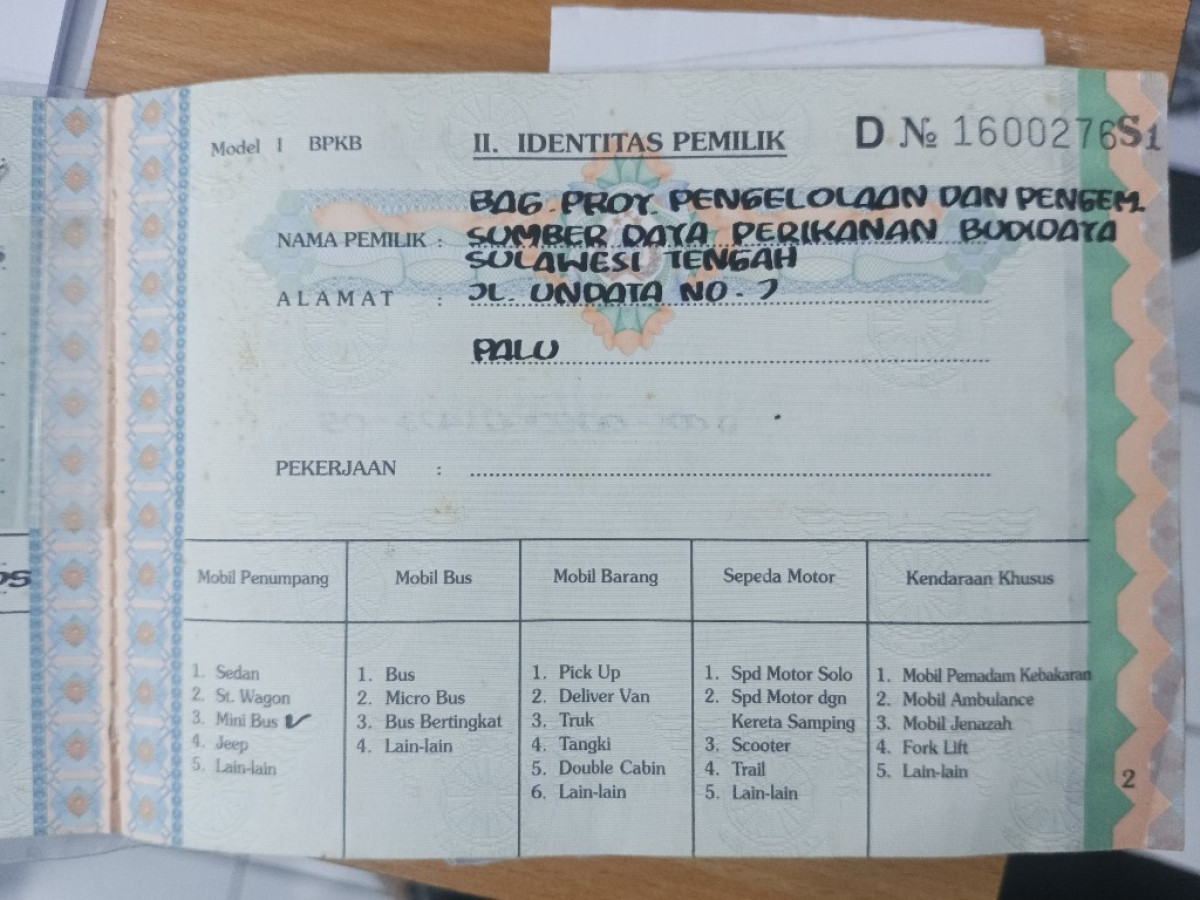 Model I BPKB
II. IDENTITAS PEMILIK
D № 1600276S1
BAG. PROY. PENGELOLAAN DAN PENGEM.
NAMA PEMILIK : SUMBER DAYA PERIKANAN BUDIDAYA
SULAWESI TENGAH
ALAMAT : JL. UNDATA NO. 7
PALU
PEKERJAAN :
Mobil Penumpang
1. Sedan
2. St. Wagon
3. Mini Bus ✓
4. Jeep
5. Lain-lain
Mobil Bus
1. Bus
2. Micro Bus
3. Bus Bertingkat
4. Lain-lain
Mobil Barang
1. Pick Up
2. Deliver Van
3. Truk
4. Tangki
5. Double Cabin
6. Lain-lain
Sepeda Motor
1. Spd Motor Solo
2. Spd Motor dgn
Kereta Samping
3. Scooter
4. Trail
5. Lain-lain
Kendaraan Khusus
1. Mobil Pemadam Kebakaran
2. Mobil Ambulance
3. Mobil Jenazah
4. Fork Lift
5. Lain-lain
2